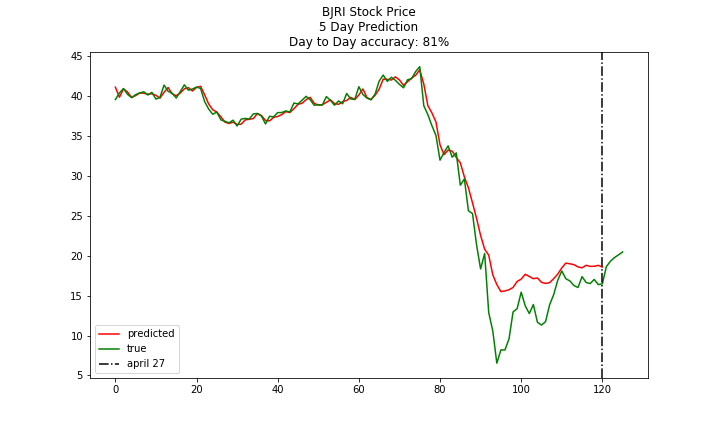 BJRI Stock Price
5 Day Prediction
Day to Day accuracy: 81%
45
40
35
30
25
20
15
10
5
predicted
true
april 27
0 20 40 60 80 100 120